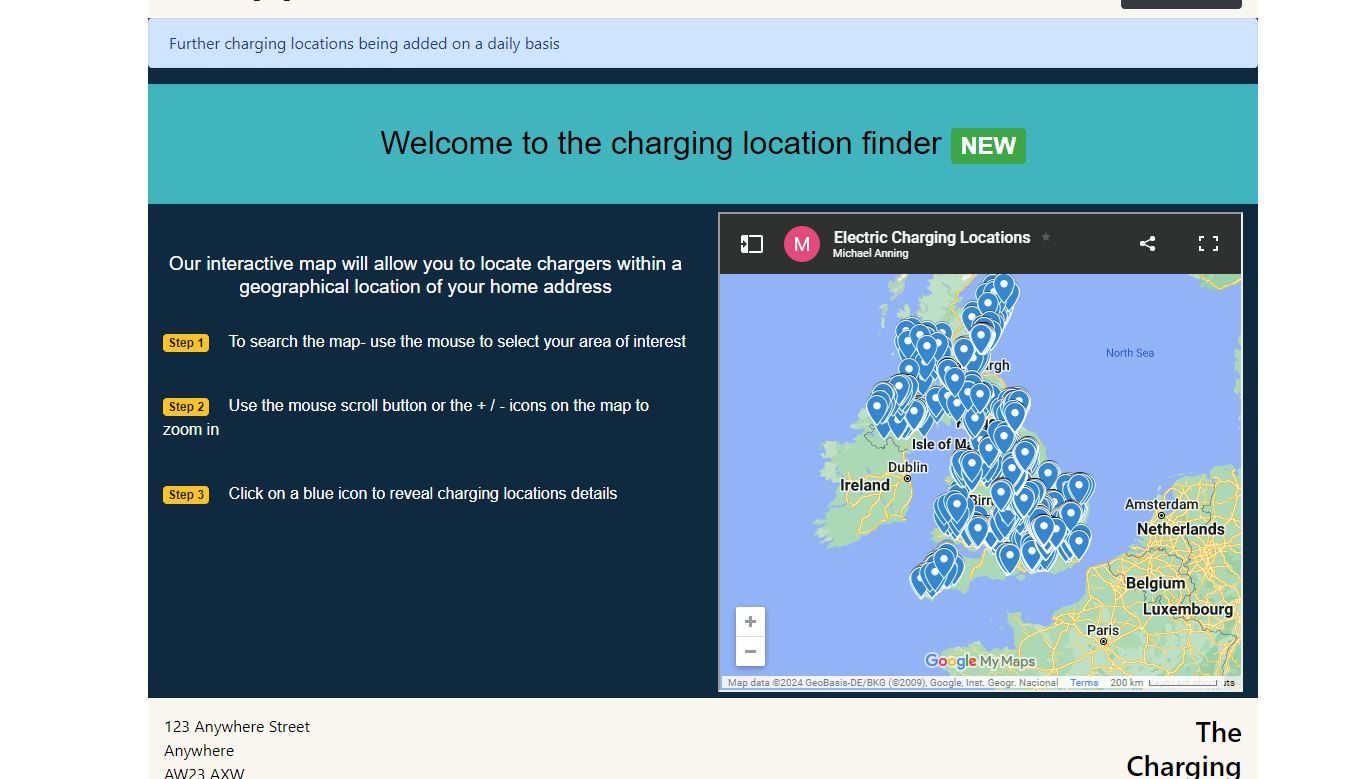 Further charging locations being added on a daily basis
Welcome to the charging location finder NEW
Our interactive map will allow you to locate chargers within a
geographical location of your home address
Step 1 To search the map- use the mouse to select your area of interest
Step 2 Use the mouse scroll button or the + / - icons on the map to
zoom in
Step 3 Click on a blue icon to reveal charging locations details
M
Electric Charging Locations
Michael Anning
North Sea
Isle of
Dublin
Ireland
Amsterdam
Netherlands
Belgium
Luxembourg
Paris
+
−
Google My Maps
Map data ©2024 GeoBasis-DE/BKG (©2009), Google, Inst. Geogr. Nacional Terms 200 km
123 Anywhere Street
Anywhere
AW23 AXW
The
Charging